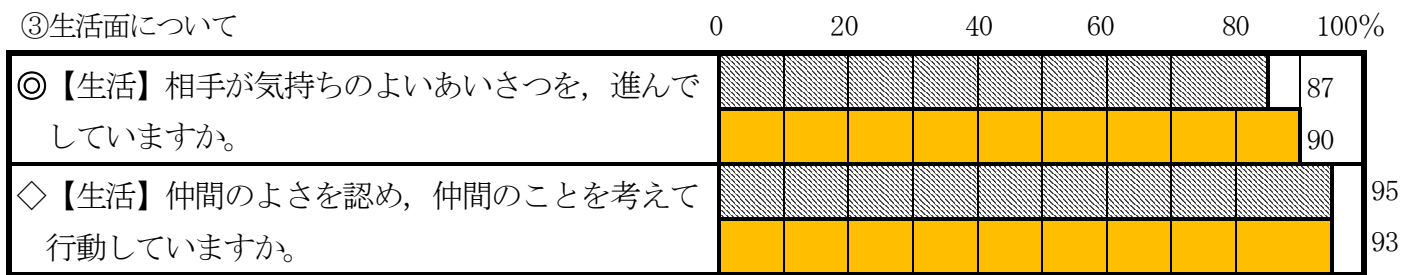 ③生活面について 0 20 40 60 80 100%
◎【生活】相手が気持ちのよいあいさつを，進んで
していますか。
87
90
◇【生活】仲間のよさを認め，仲間のことを考えて
行動していますか。
95
93